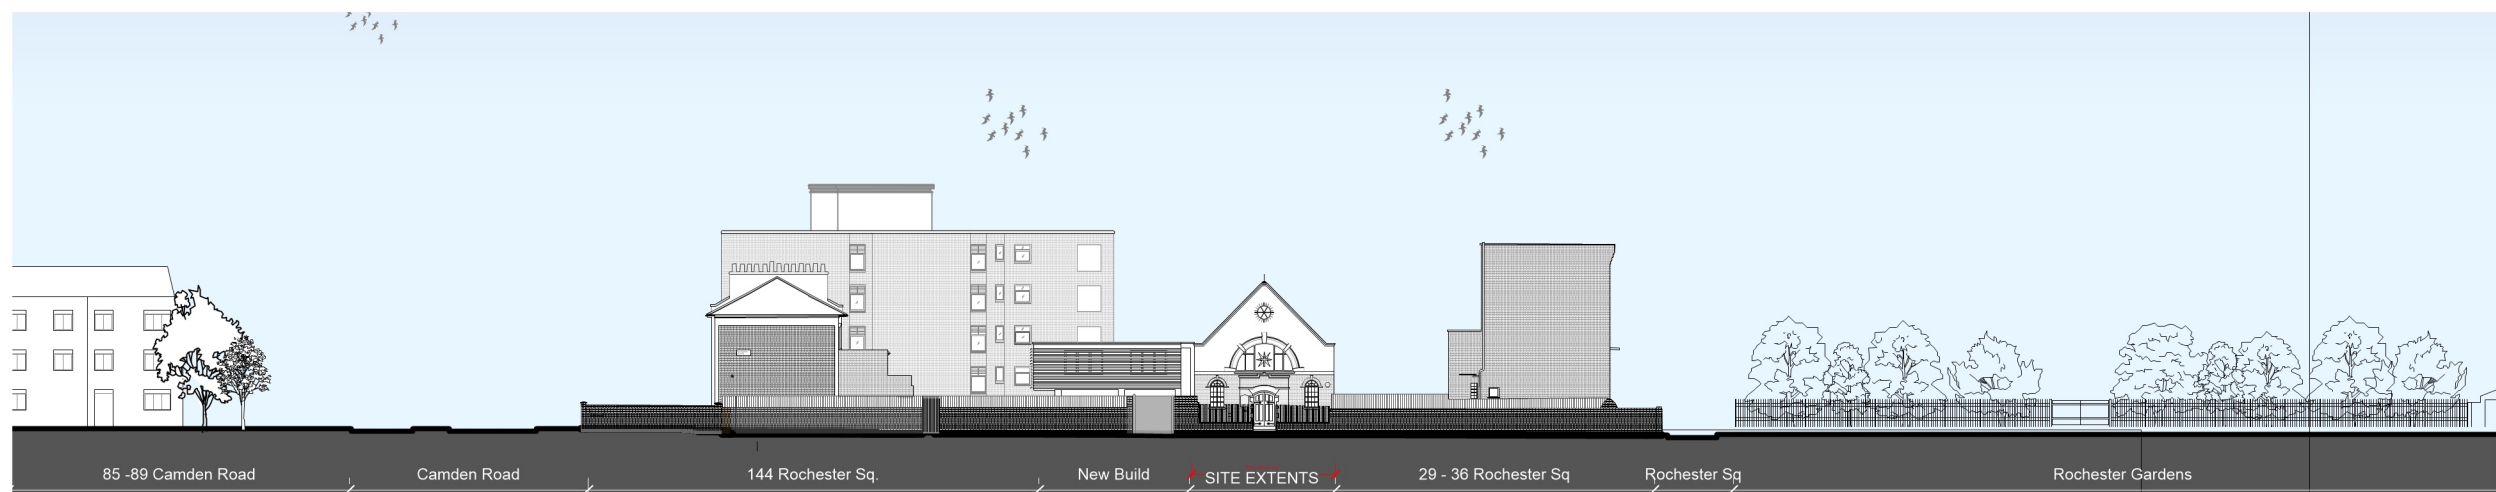 85 -89 Camden Road
Camden Road
144 Rochester Sq.
New Build
SITE EXTENTS
29 - 36 Rochester Sq
Rochester Sq
Rochester Gardens